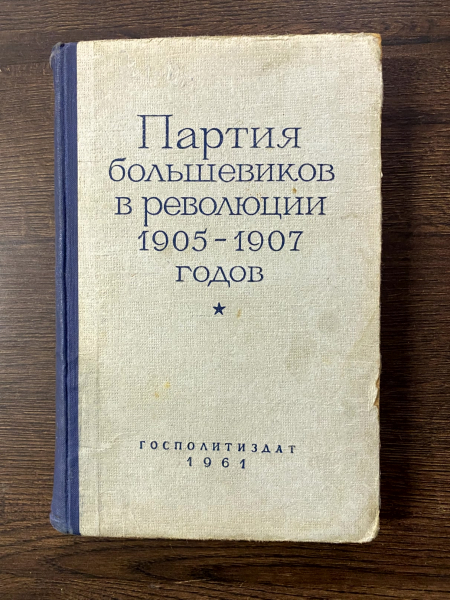 Партия
большевиков
в революции
1905-1907
годов
★
ГОСПОЛИТИЗДАТ
1961